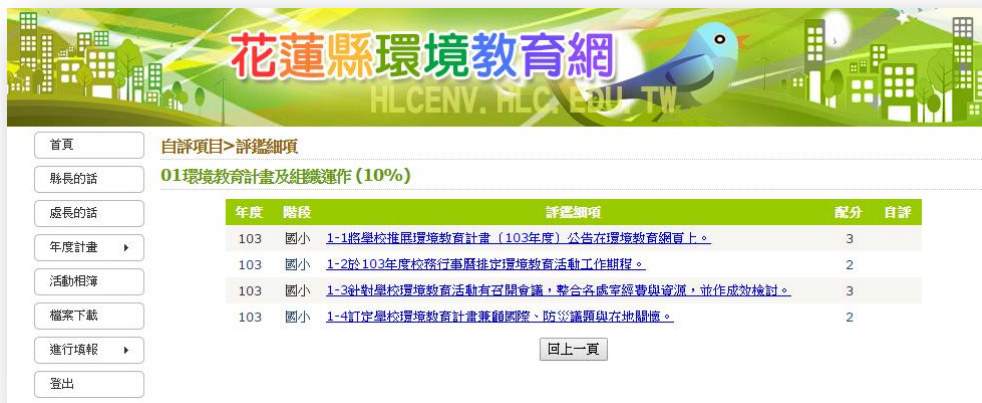 花蓮縣環境教育網
HLCENV. HLC. EDU. TW
首頁
縣長的話
處長的話
年度計畫
活動相簿
檔案下載
進行填報
登出
自評項目>評鑑細項
01環境教育計畫及組織運作 (10%)
年度 階段 評鑑細項 配分 自評
103 國小 1-1將學校推展環境教育計畫〔103年度〕公告在環境教育網頁上。 3
103 國小 1-2於103年度校務行事曆排定環境教育活動工作期程。 2
103 國小 1-3針對學校環境教育活動有召開會議，整合各處室經費與資源，並作成效檢討。 3
103 國小 1-4訂定學校環境教育計畫兼顧國際、防災議題與在地關懷。 2
回上一頁